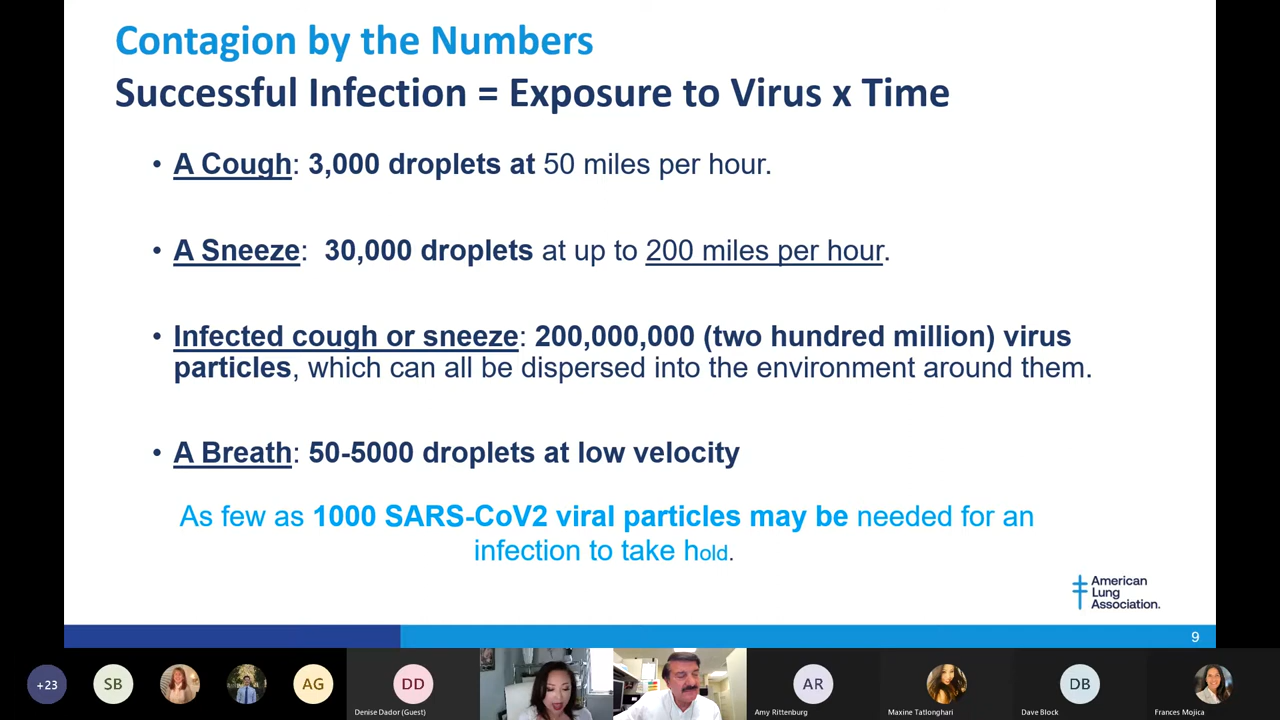 Contagion by the Numbers
Successful Infection = Exposure to Virus x Time
• A Cough: 3,000 droplets at 50 miles per hour.
• A Sneeze:  30,000 droplets at up to 200 miles per hour.
• Infected cough or sneeze: 200,000,000 (two hundred million) virus
particles, which can all be dispersed into the environment around them.
• A Breath: 50-5000 droplets at low velocity
As few as 1000 SARS-CoV2 viral particles may be needed for an
infection to take hold.
American
Lung
Association.
9
+23
SB
AG
DD
Denise Dador (Guest)
AR
Amy Rittenburg
Maxine Tatlonghari
DB
Dave Block
Frances Mojica